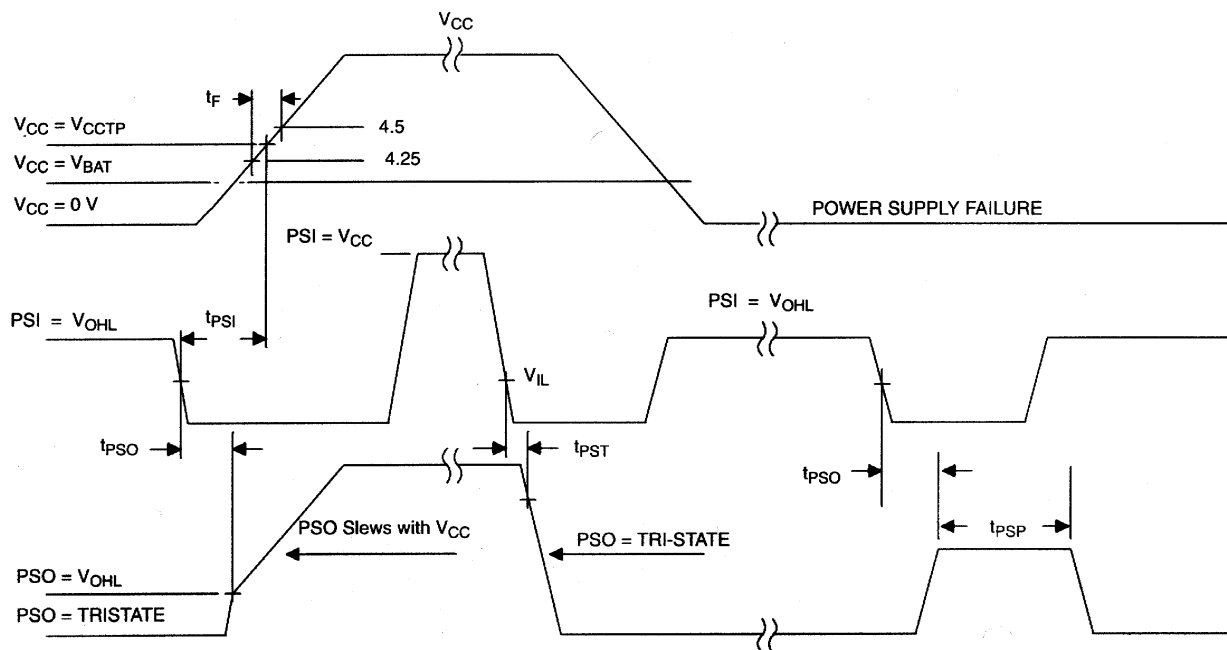 VCC
tF
VCC = VCCTP
4.5
VCC = VBAT
4.25
VCC = 0 V
POWER SUPPLY FAILURE
PSI = VCC
PSI = VOHL
tPSI
PSI = VOHL
VIL
tPSO
tPST
tPSO
PSO Slews with VCC
PSO = TRI-STATE
tPSP
PSO = VOHL
PSO = TRISTATE